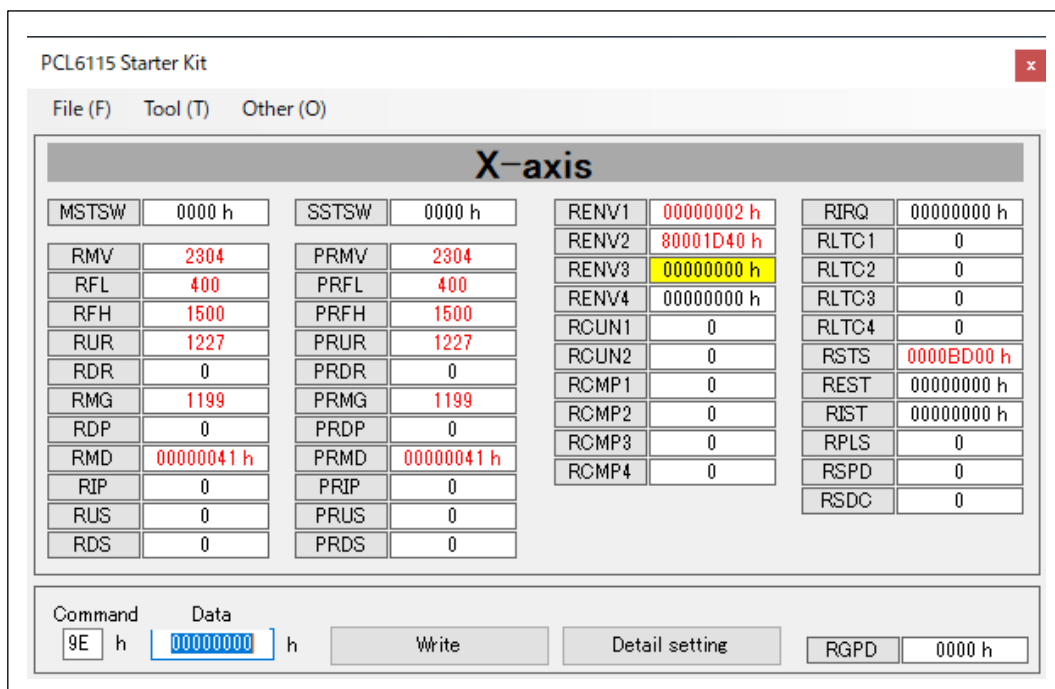 PCL6115 Starter Kit
x
File (F) Tool (T) Other (O)
X-axis
MSTSW 0000 h SSTSW 0000 h RENV1 00000002 h RIRQ 00000000 h
RENV2 80001D40 h RLTC1 0
RMV 2304 PRMV 2304 RENV3 00000000 h RLTC2 0
RFL 400 PRFL 400 RENV4 00000000 h RLTC3 0
RFH 1500 PRFH 1500 RCUN1 0 RLTC4 0
RUR 1227 PRUR 1227 RCUN2 0 RSTS 0000BD00 h
RDR 0 PRDR 0 RCMP1 0 REST 00000000 h
RMG 1199 PRMG 1199 RCMP2 0 RIST 00000000 h
RDP 0 PRDP 0 RCMP3 0 RPLS 0
RMD 00000041 h PRMD 00000041 h RCMP4 0 RSPD 0
RIP 0 PRIP 0 RSDC 0
RUS 0 PRUS 0
RDS 0 PRDS 0
Command Data
9E h 00000000 h Write Detail setting RGPD 0000 h